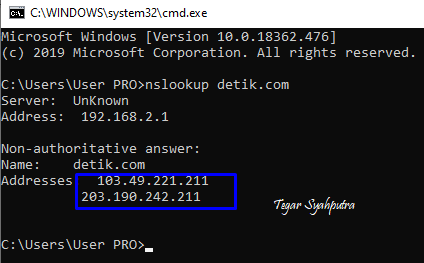 C:\WINDOWS\system32\cmd.exe
Microsoft Windows [Version 10.0.18362.476]
(c) 2019 Microsoft Corporation. All rights reserved.
C:\Users\User PRO>nslookup detik.com
Server:  UnKnown
Address:  192.168.2.1
Non-authoritative answer:
Name:    detik.com
Addresses  103.49.221.211
203.190.242.211
Tegar Syahputra
C:\Users\User PRO>